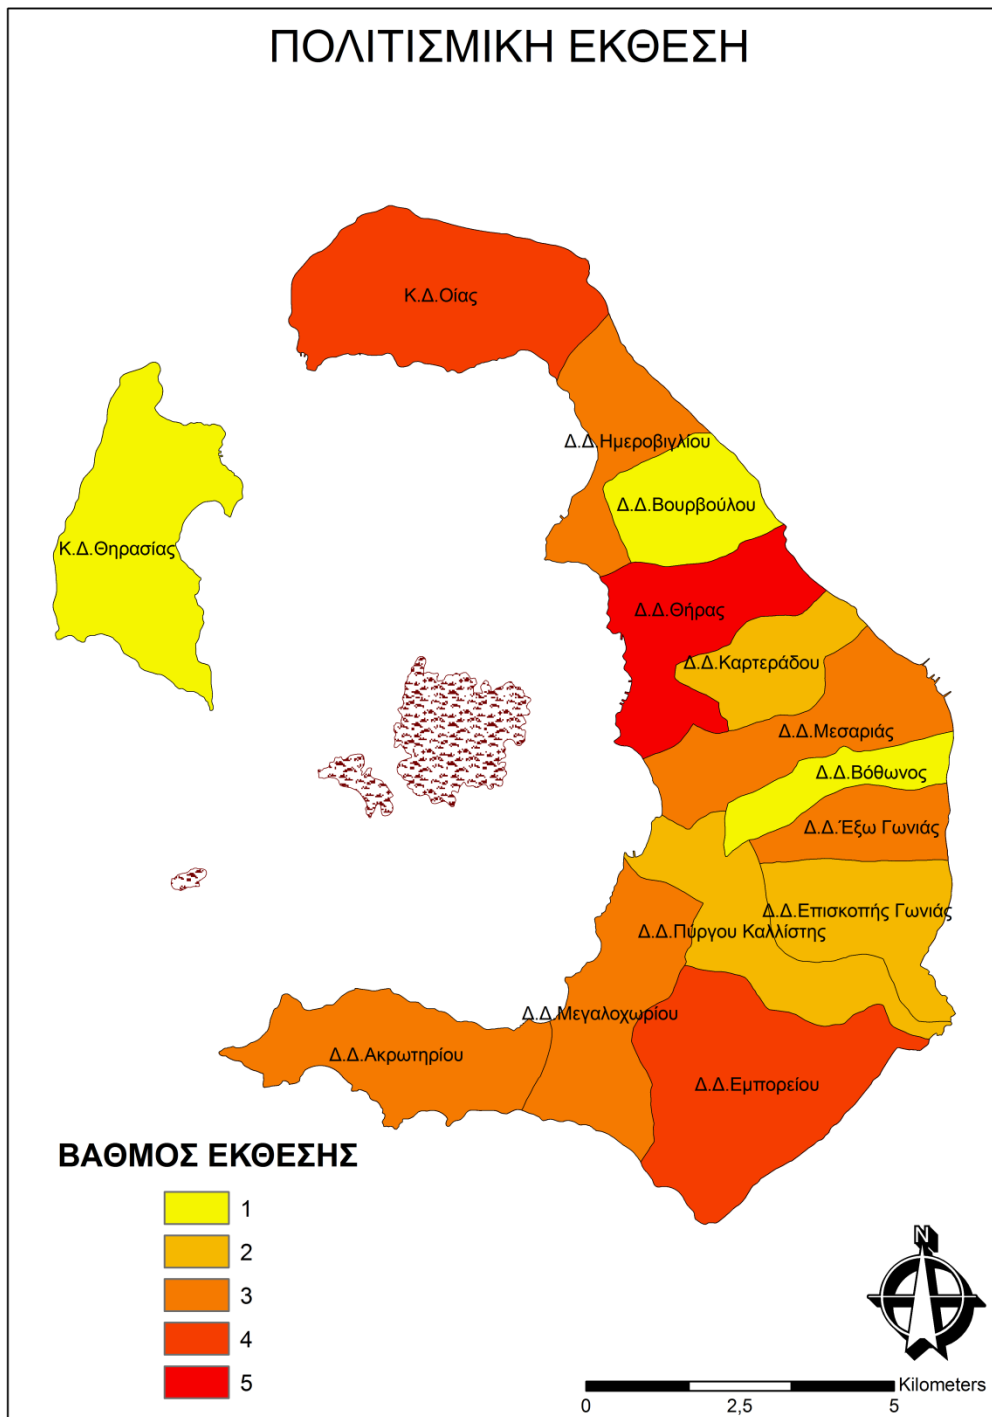 ΠΟΛΙΤΙΣΜΙΚΗ ΕΚΘΕΣΗ
Κ.Δ.Οίας
Δ.Δ.Ημεροβιγλίου
Δ.Δ.Βουρβούλου
Κ.Δ.Θηρασίας
Δ.Δ.Θήρας
Δ.Δ.Καρτεράδου
Δ.Δ.Μεσαριάς
Δ.Δ.Βόθωνος
Δ.Δ.Έξω Γωνιάς
Δ.Δ.Επισκοπής Γωνιάς
Δ.Δ.Πύργου Καλλίστης
Δ.Δ.Μεγαλοχωρίου
Δ.Δ.Ακρωτηρίου
Δ.Δ.Εμπορείου
ΒΑΘΜΟΣ ΕΚΘΕΣΗΣ
1
2
3
4
5
N
Kilometers
0 2,5 5